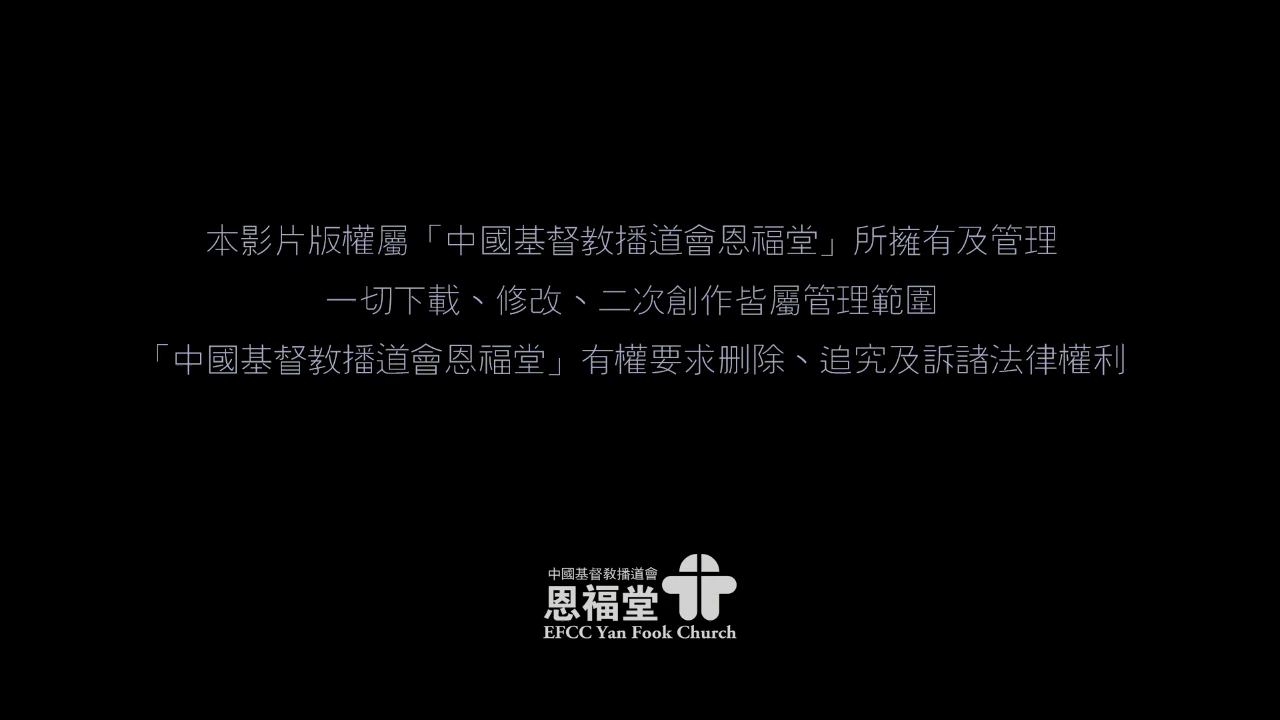 本影片版權屬「中國基督教播道會恩福堂」所擁有及管理
一切下載、修改、二次創作皆屬管理範圍
「中國基督教播道會恩福堂」有權要求刪除、追究及訴諸法律權利
中國基督教播道會
恩福堂
EFCC Yan Fook Church